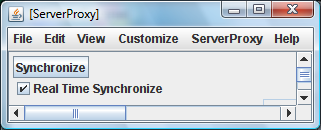 [ServerProxy]
File Edit View Customize ServerProxy Help
Synchronize
Real Time Synchronize